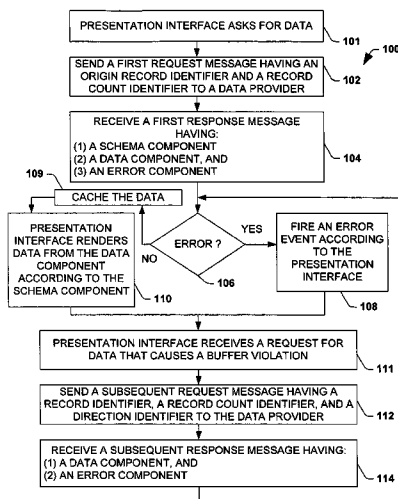 PRESENTATION INTERFACE ASKS FOR DATA
101
100
SEND A FIRST REQUEST MESSAGE HAVING AN
ORIGIN RECORD IDENTIFIER AND A RECORD
COUNT IDENTIFIER TO A DATA PROVIDER
102
RECEIVE A FIRST RESPONSE MESSAGE
HAVING:
(1) A SCHEMA COMPONENT
(2) A DATA COMPONENT, AND
(3) AN ERROR COMPONENT
104
109
CACHE THE DATA
ERROR ?
YES
NO
106
PRESENTATION
INTERFACE RENDERS
DATA FROM THE DATA
COMPONENT
ACCORDING TO THE
SCHEMA COMPONENT
110
FIRE AN ERROR
EVENT ACCORDING
TO THE
PRESENTATION
INTERFACE
108
PRESENTATION INTERFACE RECEIVES A REQUEST FOR
DATA THAT CAUSES A BUFFER VIOLATION
111
SEND A SUBSEQUENT REQUEST MESSAGE HAVING A
RECORD IDENTIFIER, A RECORD COUNT IDENTIFIER, AND A
DIRECTION IDENTIFIER TO THE DATA PROVIDER
112
RECEIVE A SUBSEQUENT RESPONSE MESSAGE HAVING:
(1) A DATA COMPONENT, AND
(2) AN ERROR COMPONENT
114